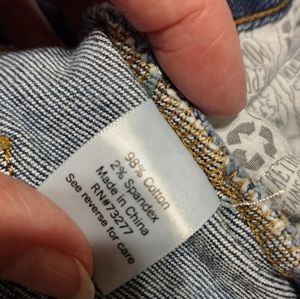 98% Cotton
2% Spandex
Made in China
RN#73277
See reverse for care